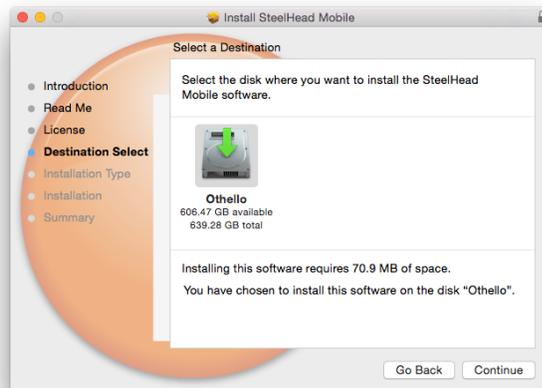 Install SteelHead Mobile
Select a Destination
Introduction
Read Me
License
Destination Select
Installation Type
Installation
Summary
Select the disk where you want to install the SteelHead
Mobile software.
Othello
606.47 GB available
639.28 GB total
Installing this software requires 70.9 MB of space.
You have chosen to install this software on the disk “Othello”.
Go Back
Continue